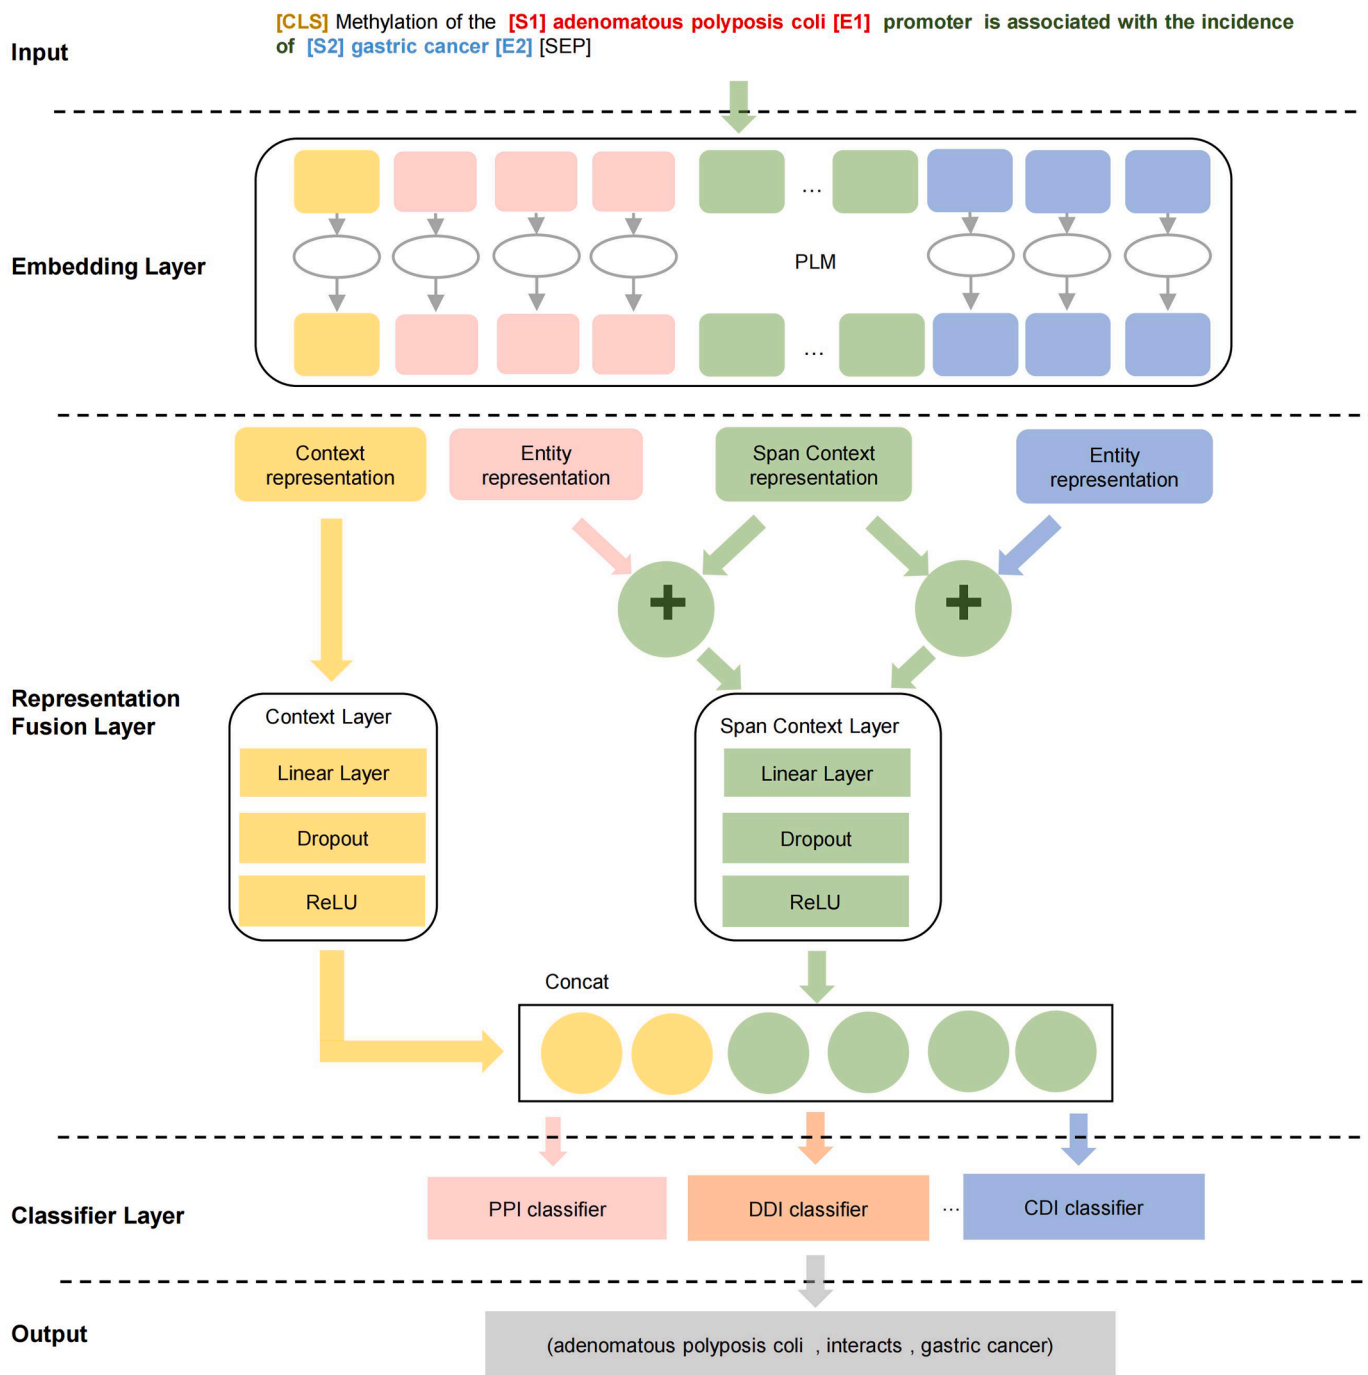 [CLS] Methylation of the [S1] adenomatous polyposis coli [E1] promoter is associated with the incidence
of [S2] gastric cancer [E2] [SEP]
Input
... 
Embedding Layer
PLM
...
Context
representation
Entity
representation
Span Context
representation
Entity
representation
Representation
Fusion Layer
Context Layer
Linear Layer
Dropout
ReLU
Span Context Layer
Linear Layer
Dropout
ReLU
Concat
Classifier Layer
PPI classifier
DDI classifier
...
CDI classifier
Output
(adenomatous polyposis coli , interacts , gastric cancer)